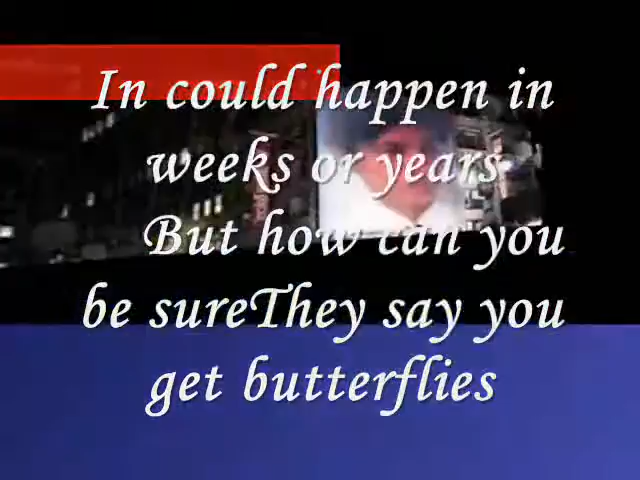 In could happen in
weeks or years
But how can you
be sureThey say you
get butterflies